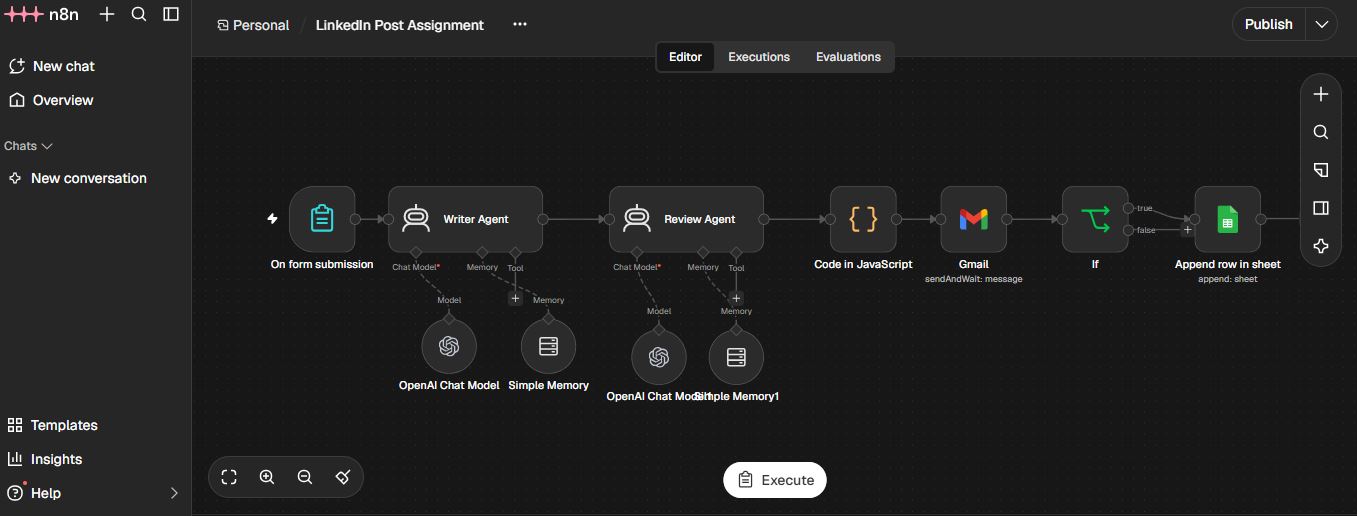 n8n
Personal / LinkedIn Post Assignment ...
Publish
Editor Executions Evaluations
New chat
Overview
Chats
New conversation
Templates
Insights
Help
On form submission
Writer Agent
Chat Model*
Memory
Tool
Model
Memory
OpenAI Chat Model
Simple Memory
Review Agent
Chat Model*
Memory
Tool
Model
Memory
OpenAI Chat Model1
Simple Memory1
Code in JavaScript
Gmail
sendAndWait: message
If
true
false
Append row in sheet
append: sheet
Execute